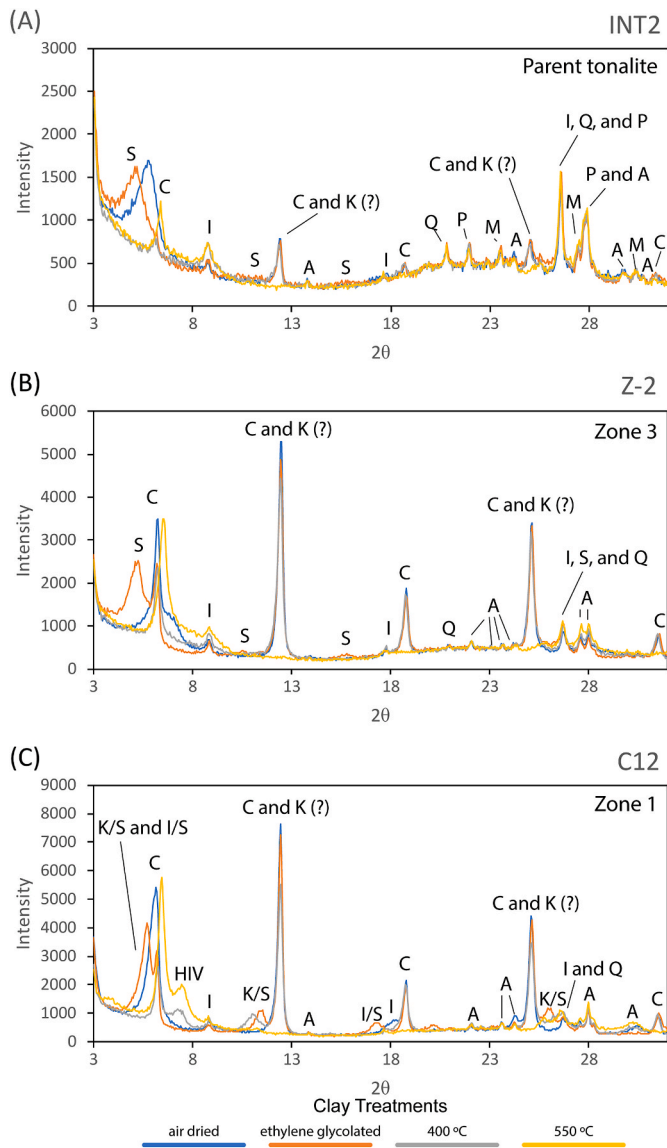 (A)
INT2
Parent tonalite
3000
2500
2000
1500
1000
500
0
Intensity
S
C
I
S
C and K (?)
A
S
I
C
Q
P
M
A
C and K (?)
I, Q, and P
M
P and A
A
M
A
C
3
8
13
18
23
28
2θ
(B)
Z-2
Zone 3
6000
5000
4000
3000
2000
1000
0
Intensity
S
C
I
S
C and K (?)
S
I
C
Q
A
C and K (?)
I, S, and Q
A
C
3
8
13
18
23
28
2θ
(C)
C12
Zone 1
9000
8000
7000
6000
5000
4000
3000
2000
1000
0
Intensity
K/S and I/S
C
HIV
I
K/S
C and K (?)
A
I/S
I
C
A
A
C and K (?)
K/S
I and Q
A
A
C
3
8
13
18
23
28
2θ
Clay Treatments
air dried
ethylene glycolated
400 ºC
550 ºC